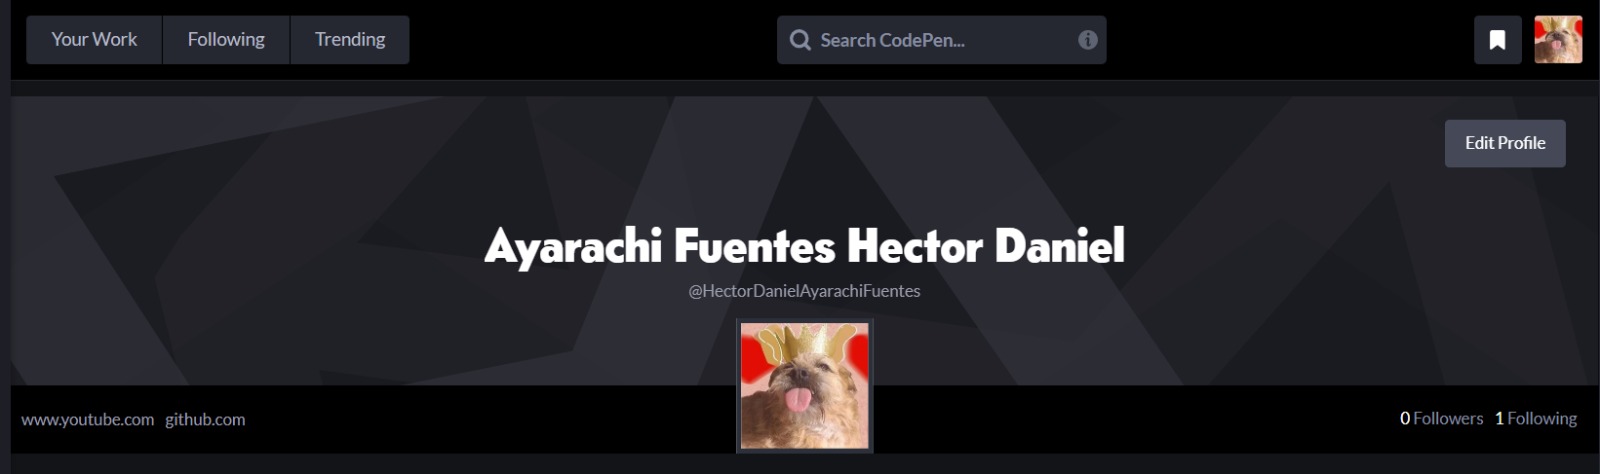 Your Work Following Trending Search CodePen...
Edit Profile
Ayarachi Fuentes Hector Daniel
@HectorDanielAyarachiFuentes
www.youtube.com github.com 0 Followers 1 Following